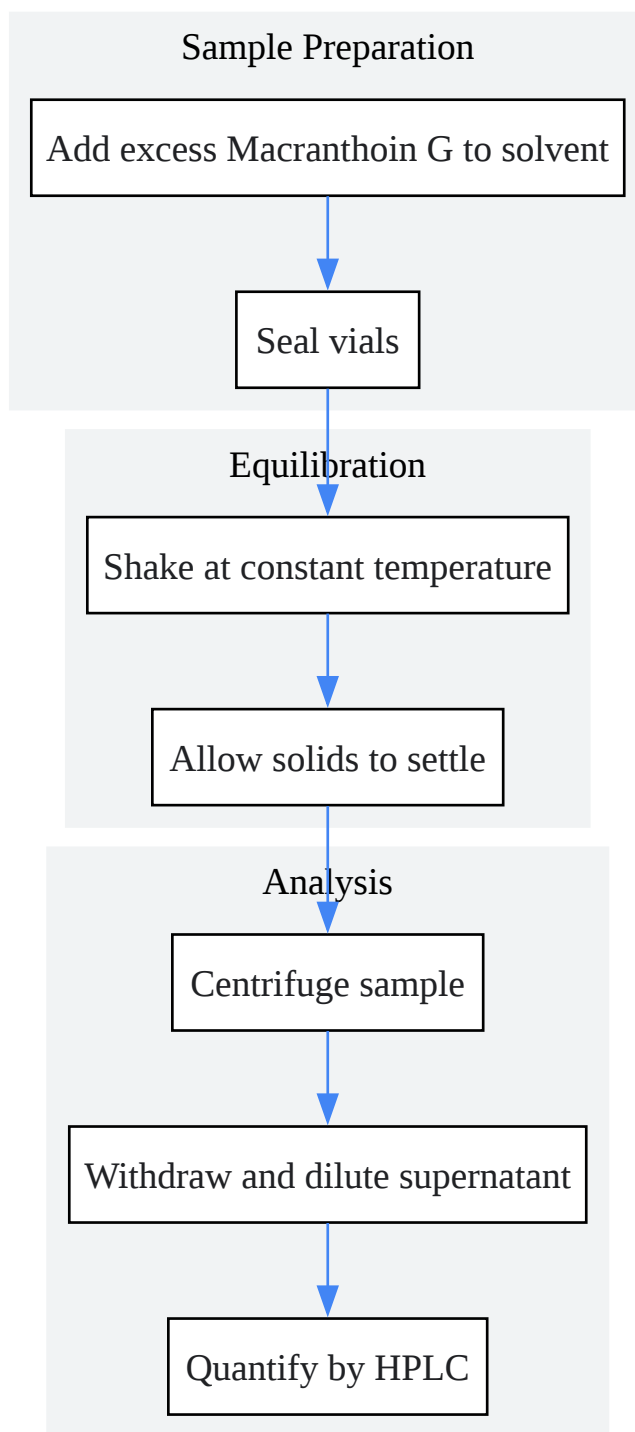 Sample Preparation
Add excess Macranthoin G to solvent
Seal vials
Equilibration
Shake at constant temperature
Allow solids to settle
Analysis
Centrifuge sample
Withdraw and dilute supernatant
Quantify by HPLC